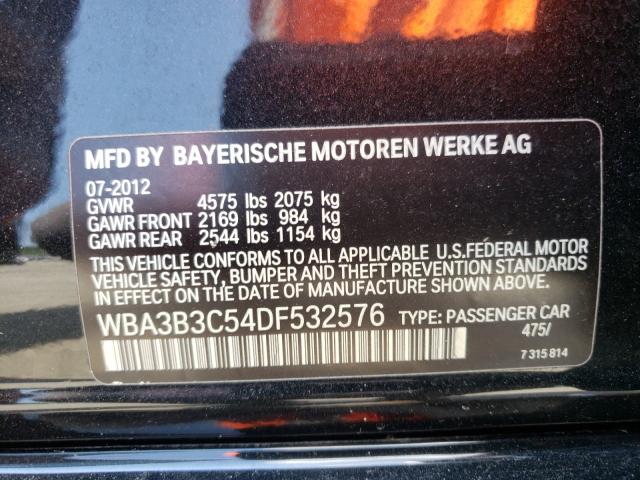 MFD BY BAYERISCHE MOTOREN WERKE AG
07-2012
GVWR 4575 lbs 2075 kg
GAWR FRONT 2169 lbs 984 kg
GAWR REAR 2544 lbs 1154 kg
THIS VEHICLE CONFORMS TO ALL APPLICABLE U.S.FEDERAL MOTOR
VEHICLE SAFETY, BUMPER AND THEFT PREVENTION STANDARDS
IN EFFECT ON THE DATE OF MANUFACTURE SHOWN ABOVE.
WBA3B3C54DF532576 TYPE: PASSENGER CAR
475/
7 315 814